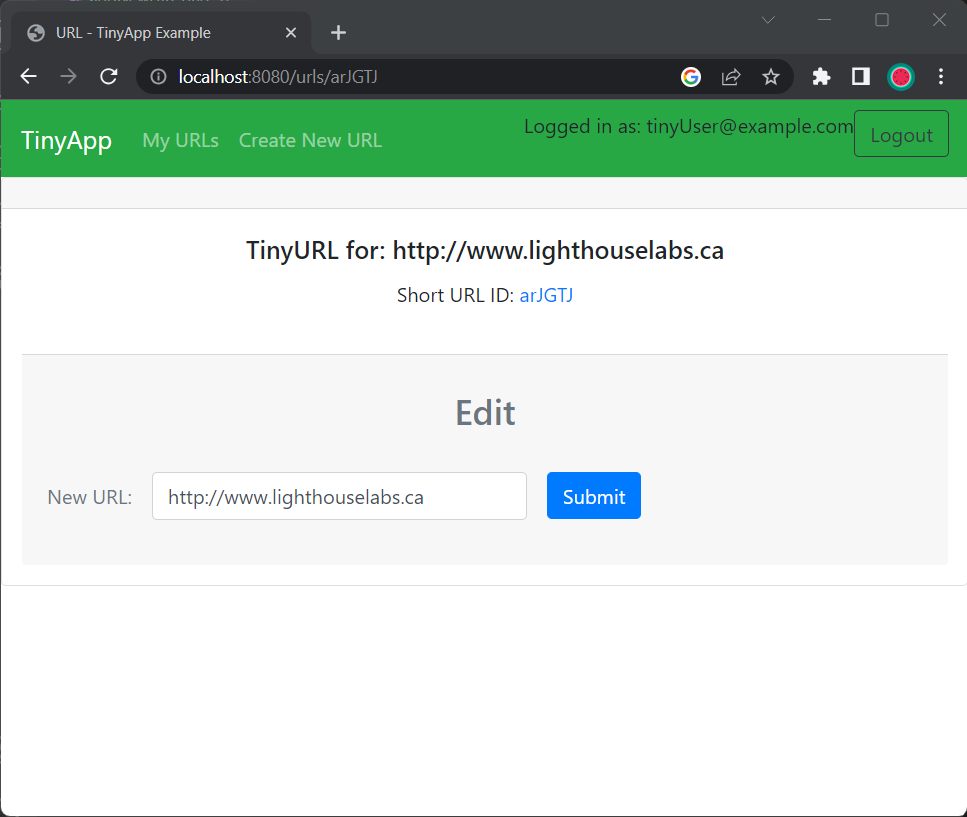 URL - TinyApp Example
localhost:8080/urls/arJGTJ
TinyApp My URLs Create New URL Logged in as: tinyUser@example.com Logout
TinyURL for: http://www.lighthouselabs.ca
Short URL ID: arJGTJ
Edit
New URL: http://www.lighthouselabs.ca Submit